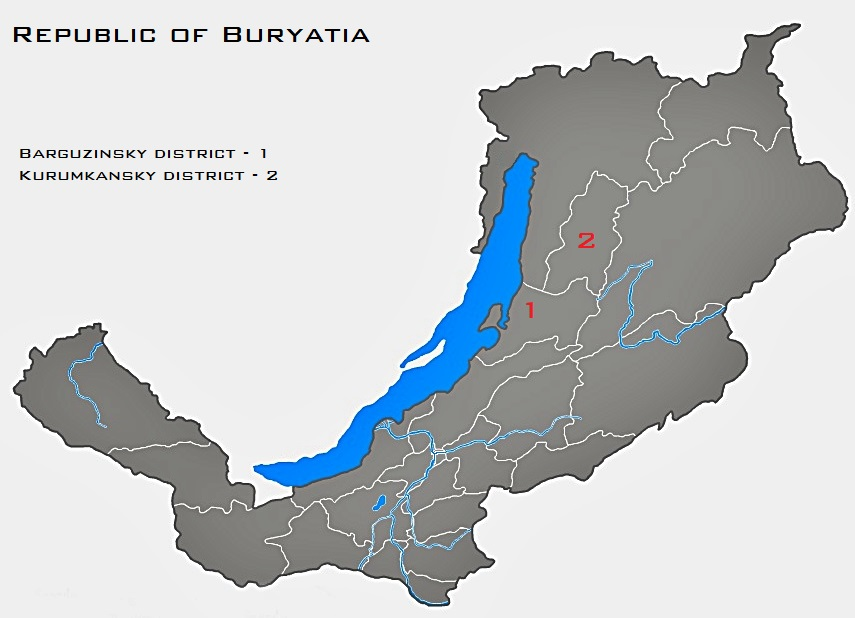 Republic of Buryatia
Barguzinsky district - 1
Kurumkansky district - 2
2
1